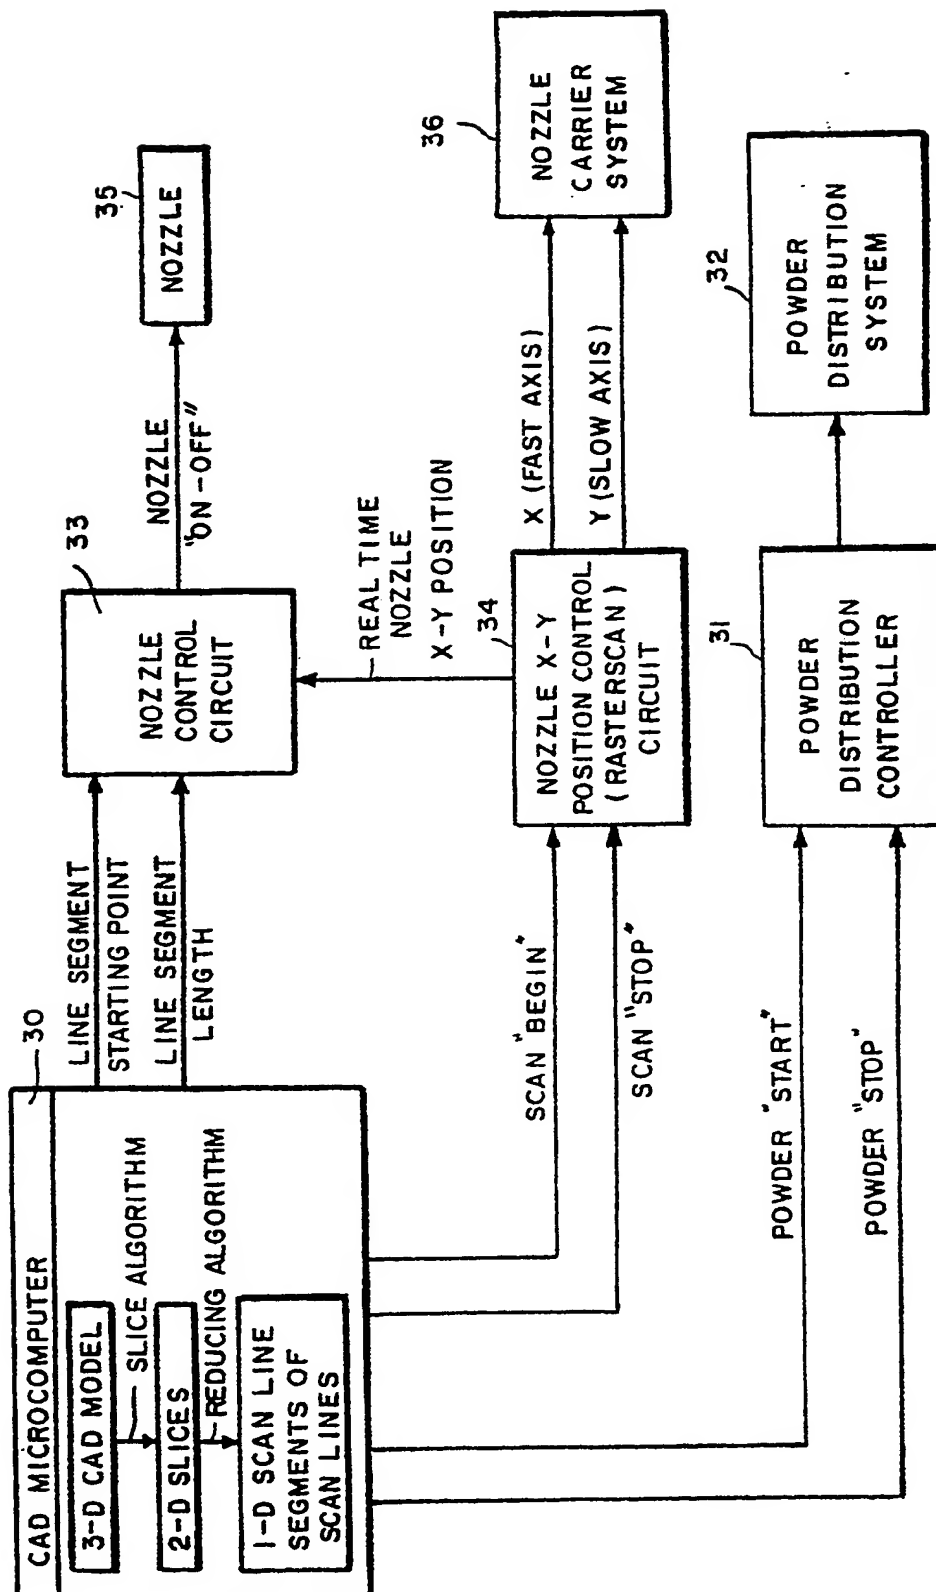 CAD MICROCOMPUTER
30
3-D CAD MODEL
SLICE ALGORITHM
2-D SLICES
REDUCING ALGORITHM
1-D SCAN LINE
SEGMENTS OF
SCAN LINES
LINE SEGMENT
STARTING POINT
LINE SEGMENT
LENGTH
33
NOZZLE
CONTROL
CIRCUIT
NOZZLE
"ON-OFF"
35
NOZZLE
REAL TIME
NOZZLE
X-Y POSITION
SCAN "BEGIN"
SCAN "STOP"
34
NOZZLE X-Y
POSITION CONTROL
(RASTERSCAN)
CIRCUIT
X (FAST AXIS)
Y (SLOW AXIS)
36
NOZZLE
CARRIER
SYSTEM
POWDER "START"
POWDER "STOP"
31
POWDER
DISTRIBUTION
CONTROLLER
32
POWDER
DISTRIBUTION
SYSTEM